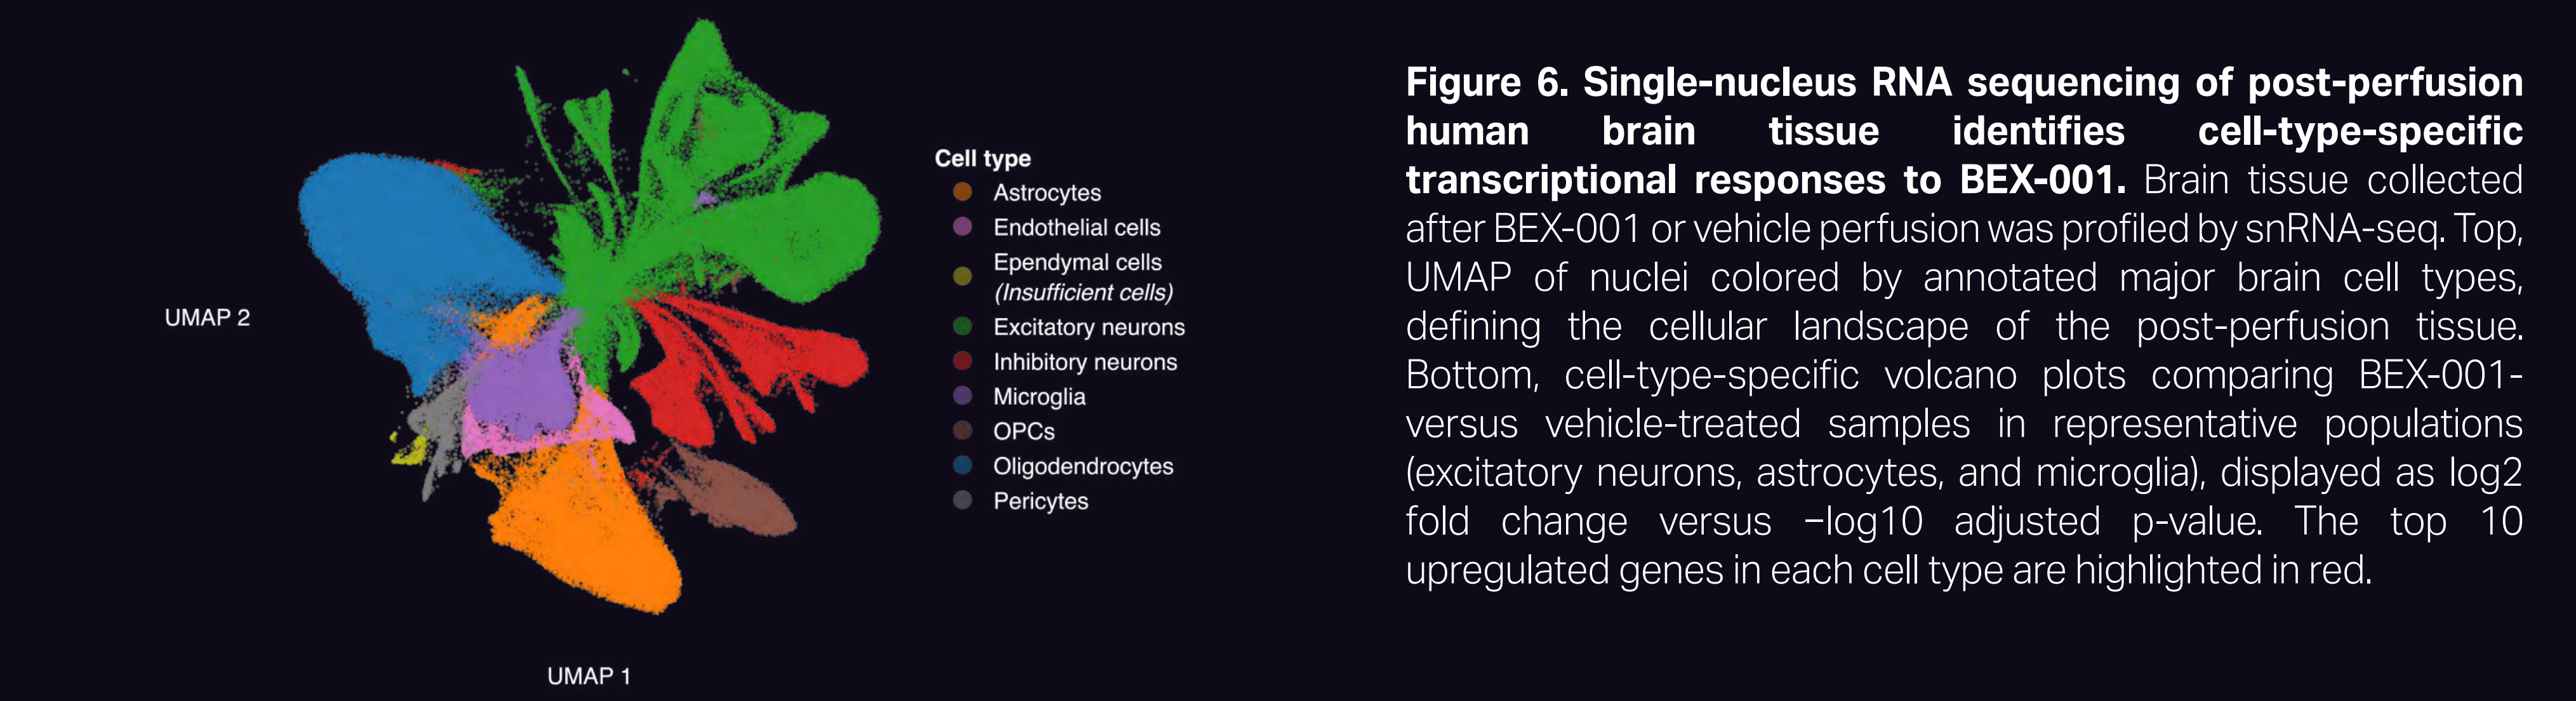 UMAP 2
UMAP 1
Cell type
Astrocytes
Endothelial cells
Ependymal cells
(Insufficient cells)
Excitatory neurons
Inhibitory neurons
Microglia
OPCs
Oligodendrocytes
Pericytes
Figure 6. Single-nucleus RNA sequencing of post-perfusion
human brain tissue identifies cell-type-specific
transcriptional responses to BEX-001. Brain tissue collected
after BEX-001 or vehicle perfusion was profiled by snRNA-seq. Top,
UMAP of nuclei colored by annotated major brain cell types,
defining the cellular landscape of the post-perfusion tissue.
Bottom, cell-type-specific volcano plots comparing BEX-001-
versus vehicle-treated samples in representative populations
(excitatory neurons, astrocytes, and microglia), displayed as log2
fold change versus −log10 adjusted p-value. The top 10
upregulated genes in each cell type are highlighted in red.